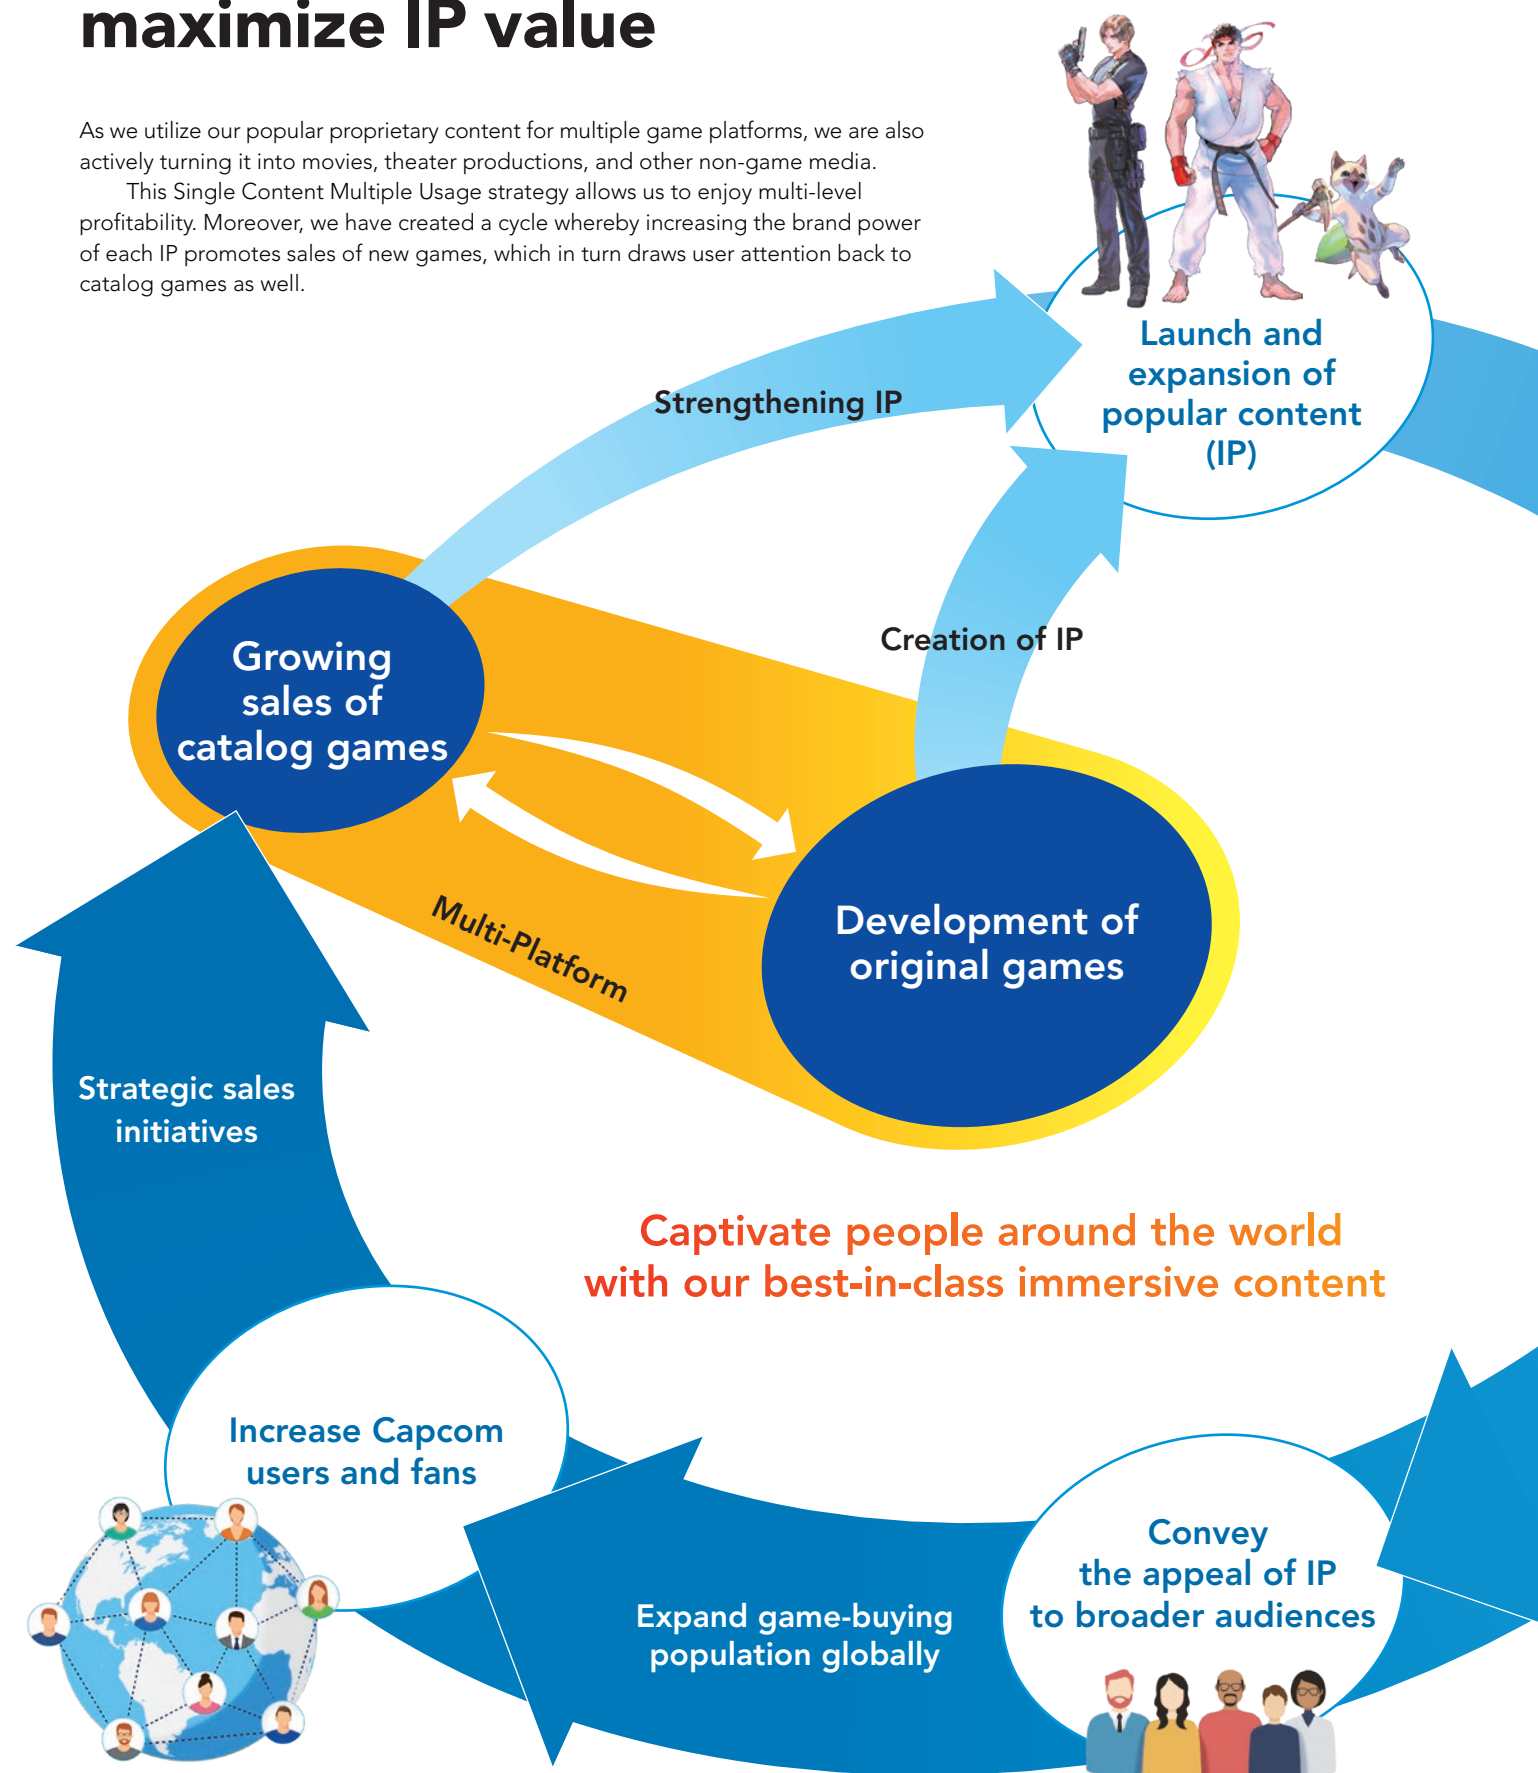 maximize IP value
As we utilize our popular proprietary content for multiple game platforms, we are also
actively turning it into movies, theater productions, and other non-game media.
This Single Content Multiple Usage strategy allows us to enjoy multi-level
profitability. Moreover, we have created a cycle whereby increasing the brand power
of each IP promotes sales of new games, which in turn draws user attention back to
catalog games as well.
Launch and
expansion of
popular content
(IP)
Strengthening IP
Creation of IP
Growing
sales of
catalog games
Multi-Platform
Development of
original games
Strategic sales
initiatives
Captivate people around the world
with our best-in-class immersive content
Increase Capcom
users and fans
Expand game-buying
population globally
Convey
the appeal of IP
to broader audiences